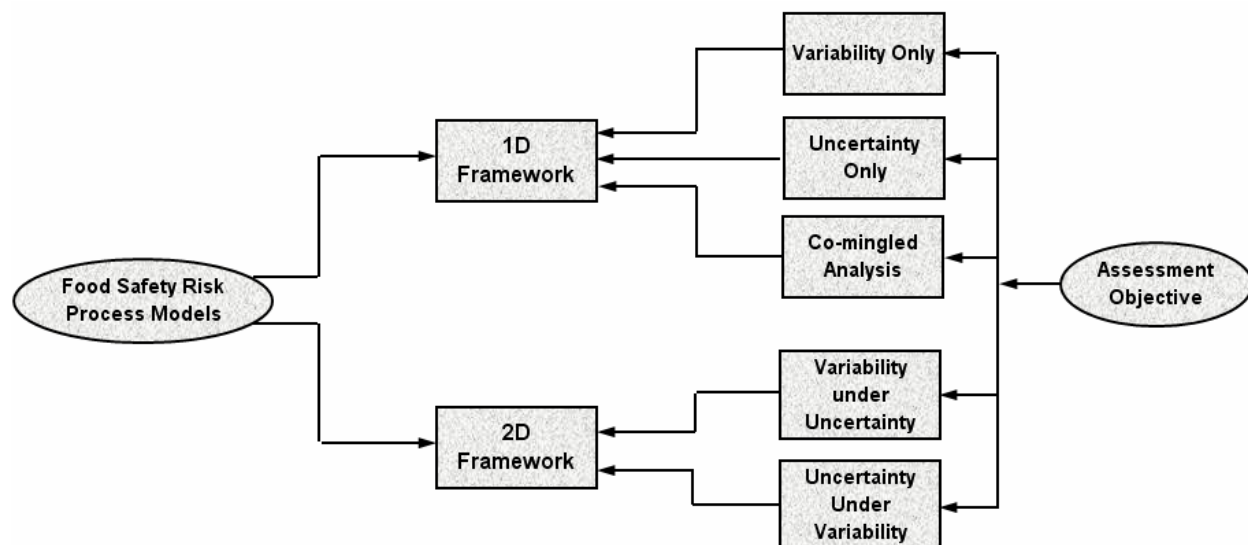 Variability Only
1D
Framework
Uncertainty
Only
Co-mingled
Analysis
Food Safety Risk
Process Models
Assessment
Objective
Variability
under
Uncertainty
2D
Framework
Uncertainty
Under
Variability